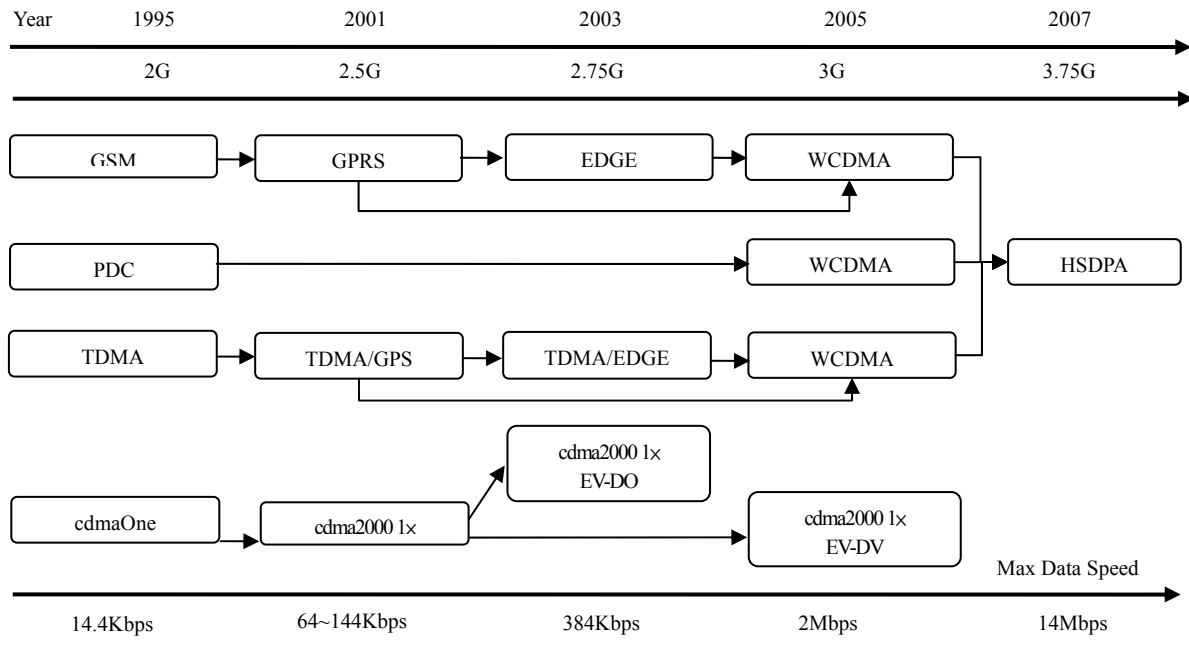 Year 1995 2001 2003 2005 2007
2G 2.5G 2.75G 3G 3.75G
GSM GPRS EDGE WCDMA
PDC WCDMA HSDPA
TDMA TDMA/GPS TDMA/EDGE WCDMA
cdma2000 1×
EV-DO
cdmaOne cdma2000 1× cdma2000 1×
EV-DV
Max Data Speed
14.4Kbps 64~144Kbps 384Kbps 2Mbps 14Mbps